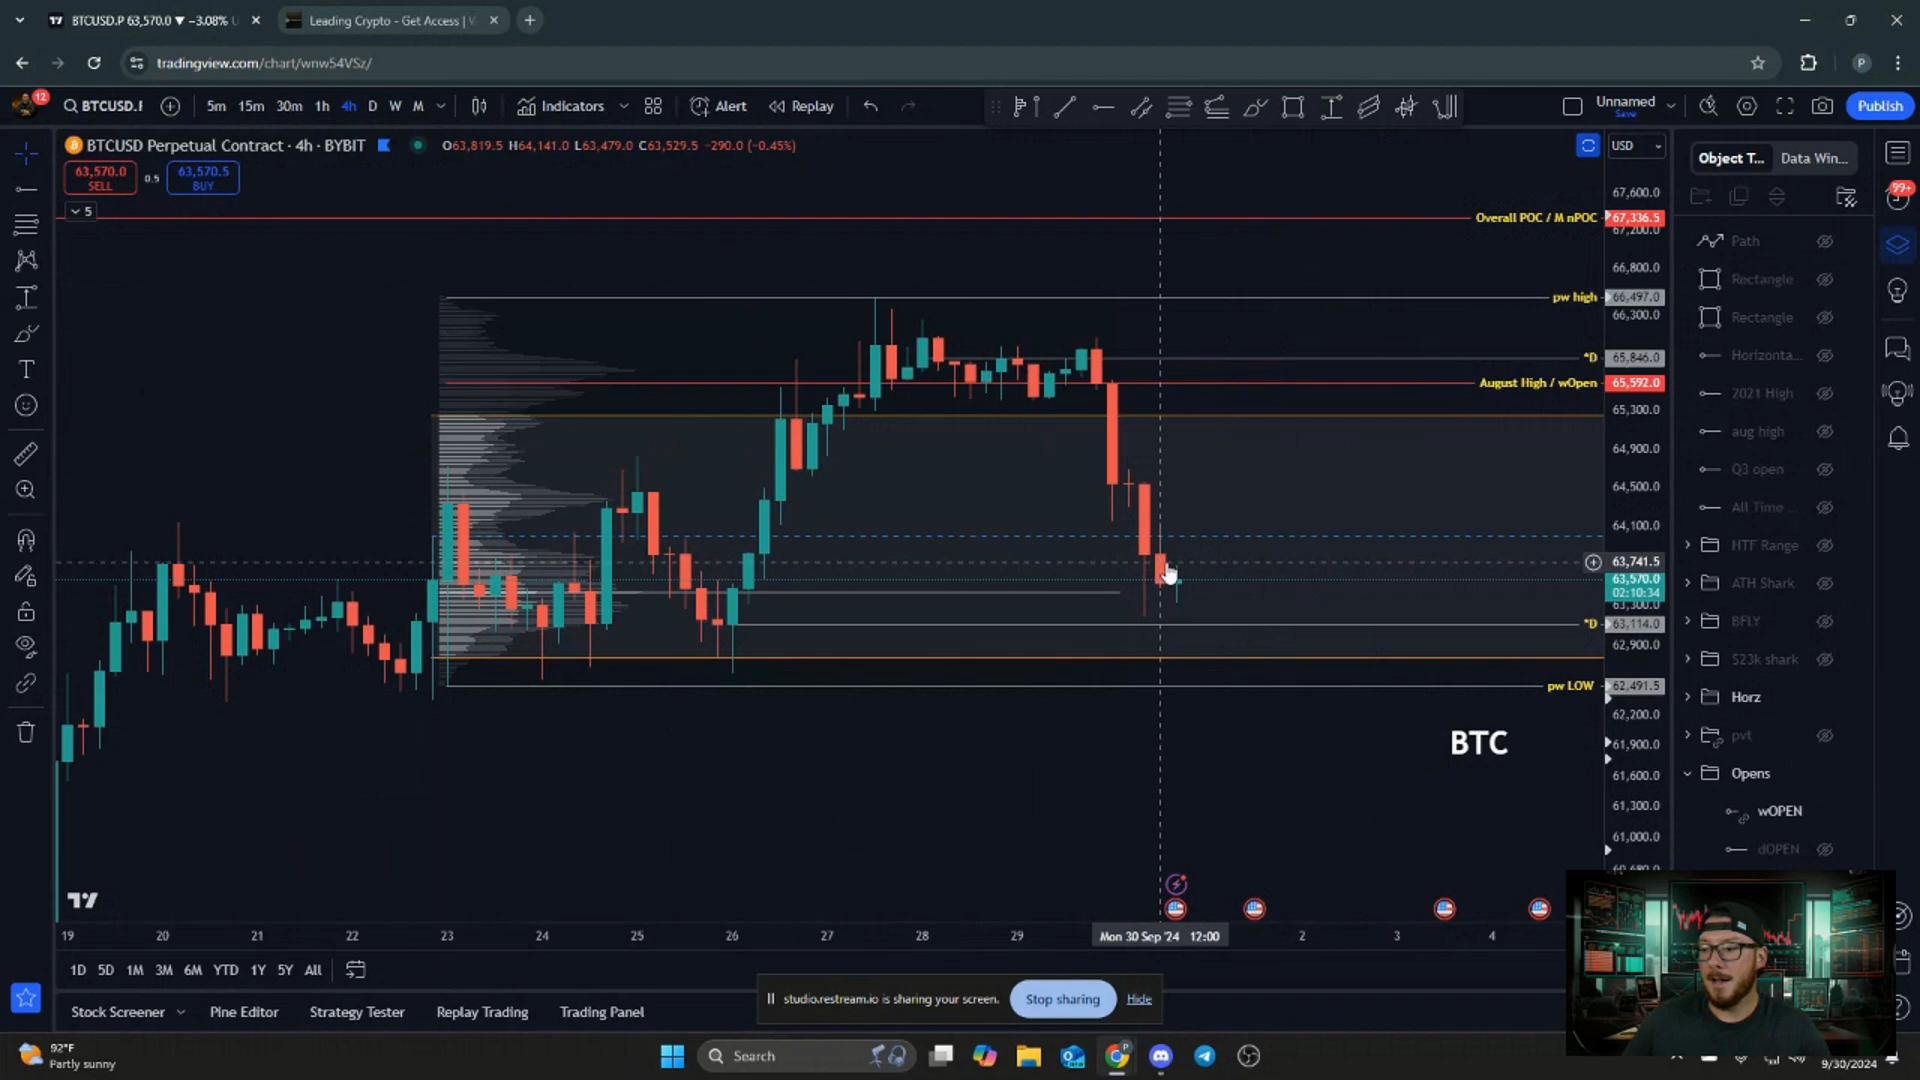 BTCUSD.P 63,570.0 ▼ −3.08% U
Leading Crypto - Get Access |
tradingview.com/chart/wnw54VSz/
12
BTCUSD.P
5m 15m 30m 1h 4h D W M
Indicators
Alert
Replay
Unnamed
Save
Publish
BTCUSD Perpetual Contract · 4h · BYBIT
O63,819.5 H64,141.0 L63,479.0 C63,529.5 −290.0 (−0.45%)
63,570.0
SELL
0.5
63,570.5
BUY
5
USD
67,600.0
Overall POC / M nPOC
67,336.5
67,200.0
66,800.0
pw high
66,497.0
66,300.0
*D
65,846.0
August High / wOpen
65,592.0
65,300.0
64,900.0
64,500.0
64,100.0
63,741.5
63,570.0
02:10:34
63,300.0
*D
63,114.0
62,900.0
pw LOW
62,491.5
62,200.0
BTC
61,900.0
61,600.0
61,300.0
61,000.0
19 20 21 22 23 24 25 26 27 28 29
Mon 30 Sep '24 12:00
2 3 4
Object T...
Data Win...
99+
Path
Rectangle
Rectangle
Horizonta...
2021 High
aug high
Q3 open
All Time ...
HTF Range
ATH Shark
BFLY
523k shark
Horz
pvt
Opens
wOPEN
dOPEN
1D 5D 1M 3M 6M YTD 1Y 5Y All
studio.restream.io is sharing your screen.
Stop sharing
Hide
Stock Screener
Pine Editor
Strategy Tester
Replay Trading
Trading Panel
92°F
Partly sunny
Search
9/30/2024